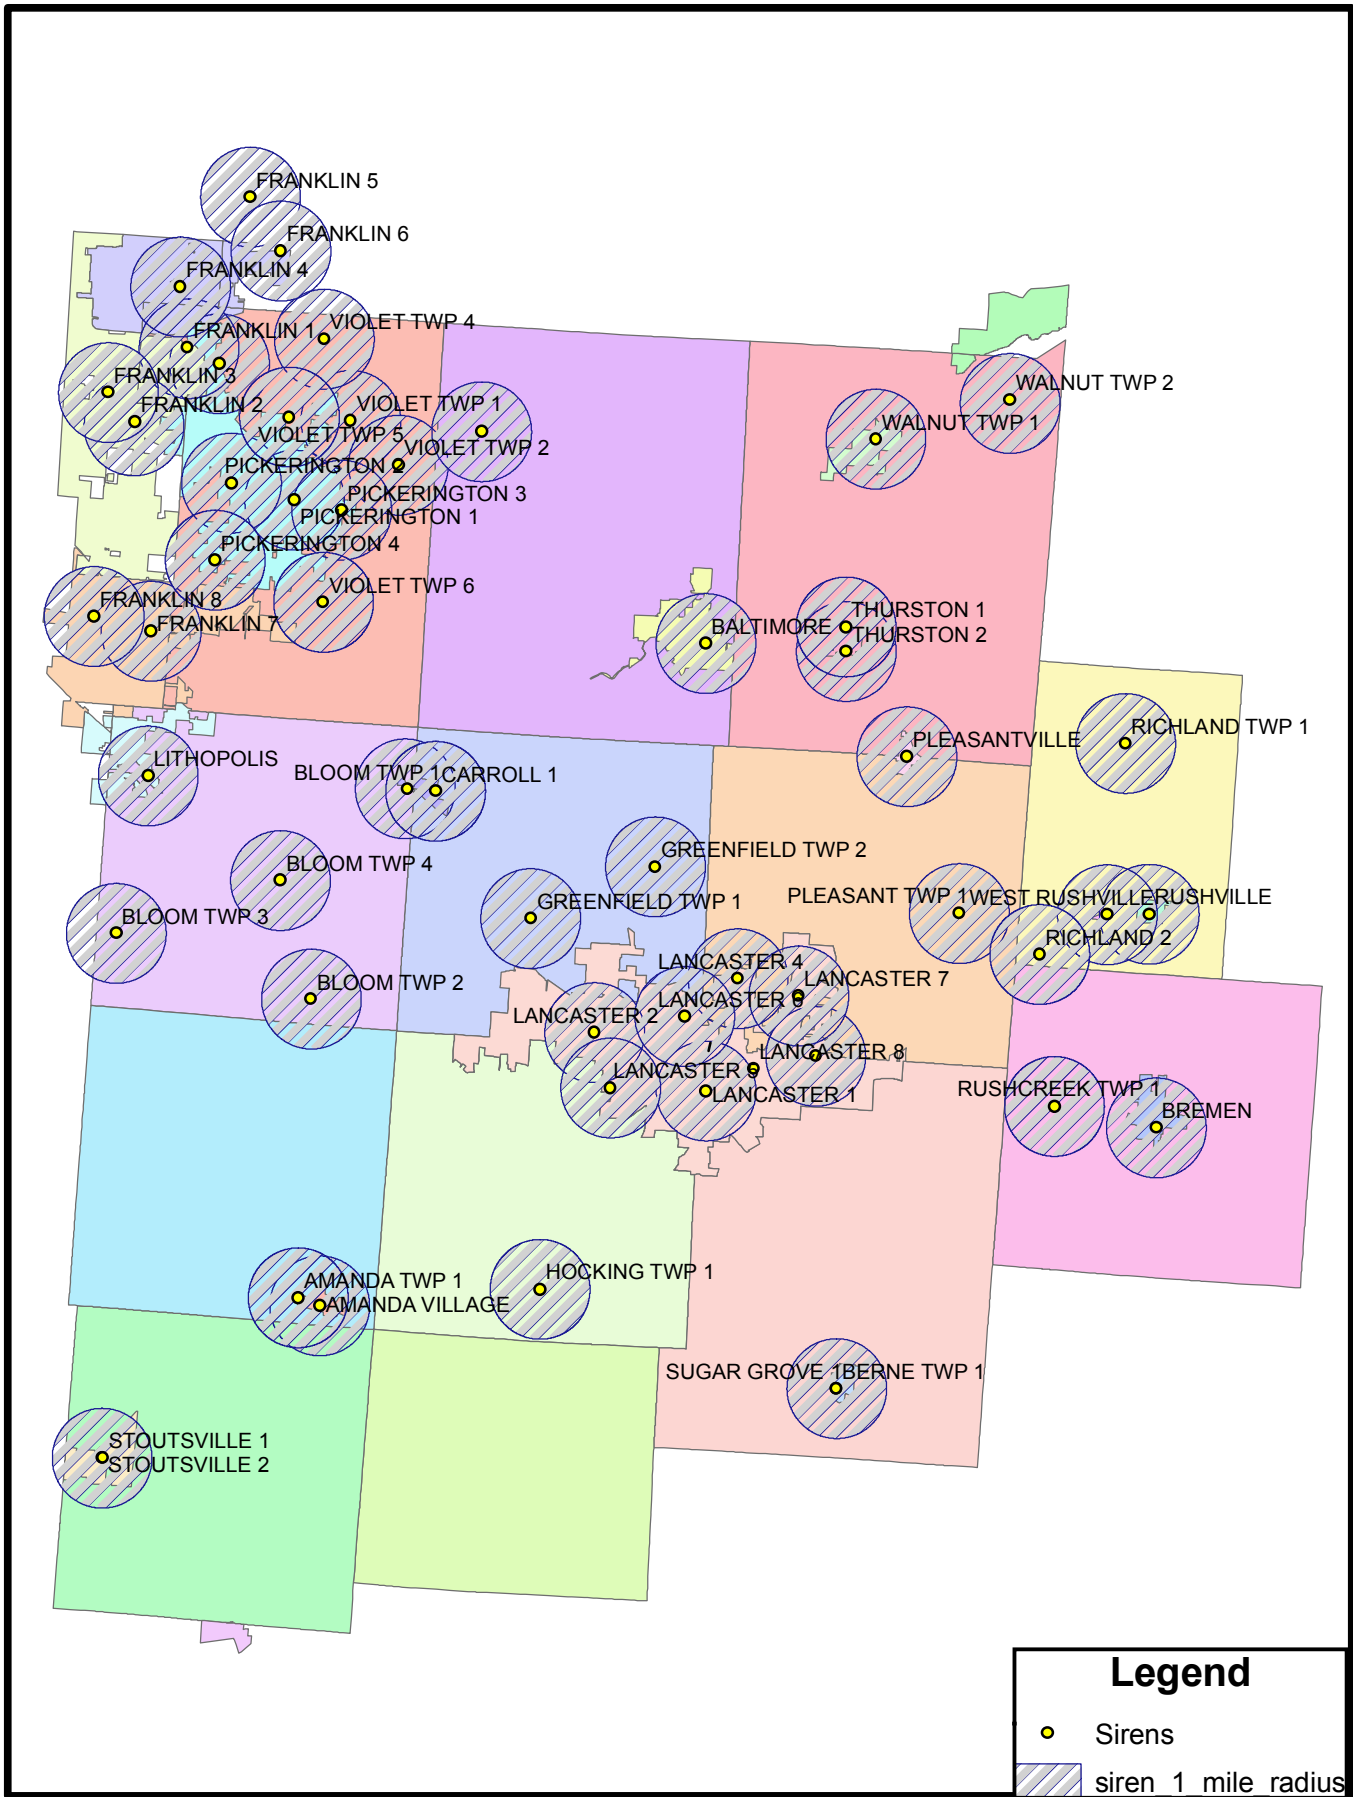 FRANKLIN 5
FRANKLIN 6
FRANKLIN 4
VIOLET TWP 4
FRANKLIN 1
FRANKLIN 3
WALNUT TWP 2
FRANKLIN 2
VIOLET TWP 1
WALNUT TWP 1
VIOLET TWP 5
VIOLET TWP 2
PICKERINGTON 2
PICKERINGTON 3
PICKERINGTON 1
PICKERINGTON 4
VIOLET TWP 6
FRANKLIN 8
FRANKLIN 7
BALTIMORE
THURSTON 1
THURSTON 2
RICHLAND TWP 1
PLEASANTVILLE
LITHOPOLIS
BLOOM TWP 1
CARROLL 1
BLOOM TWP 4
GREENFIELD TWP 2
GREENFIELD TWP 1
PLEASANT TWP 1
WEST RUSHVILLE
RUSHVILLE
BLOOM TWP 3
RICHLAND 2
LANCASTER 4
LANCASTER 7
BLOOM TWP 2
LANCASTER 6
LANCASTER 2
LANCASTER 8
LANCASTER
LANCASTER 1
RUSHCREEK TWP 1
BREMEN
AMANDA TWP 1
AMANDA VILLAGE
HOCKING TWP 1
SUGAR GROVE 1
BERNE TWP 1
STOUTSVILLE 1
STOUTSVILLE 2
Legend
Sirens
siren_1_mile_radius